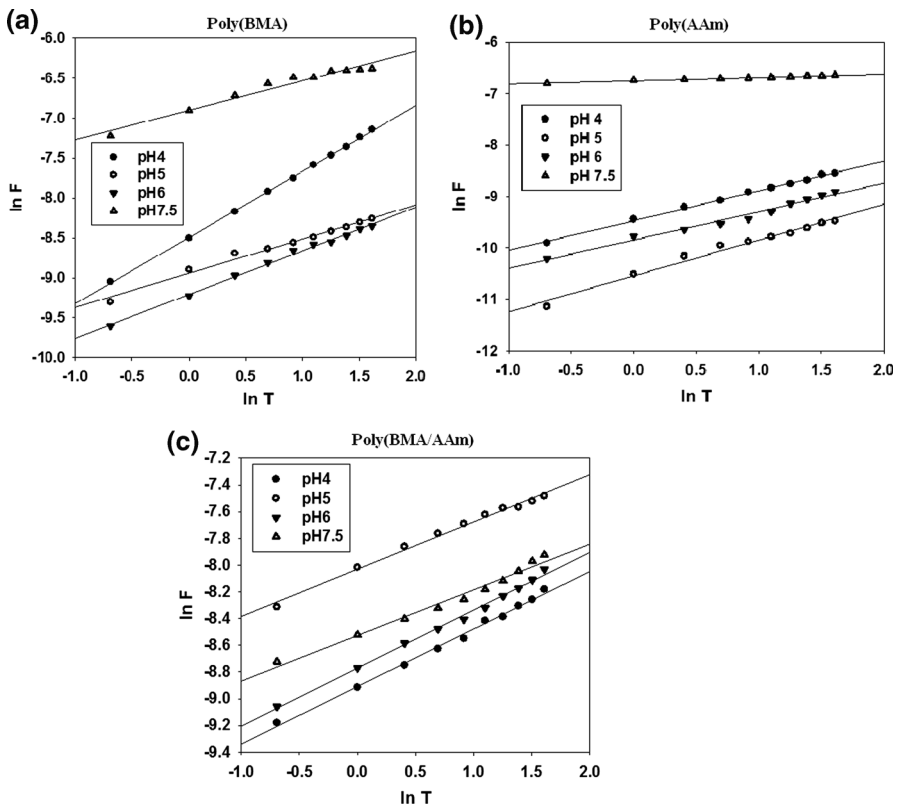 (a)
Poly(BMA)
-6.0
-6.5
-7.0
-7.5
-8.0
-8.5
-9.0
-9.5
-10.0
ln F
pH4
pH5
pH6
pH7.5
-1.0 -0.5 0.0 0.5 1.0 1.5 2.0
ln T
(b)
Poly(AAm)
-6
-7
-8
-9
-10
-11
-12
ln F
pH 4
pH 5
pH 6
pH 7.5
-1.0 -0.5 0.0 0.5 1.0 1.5 2.0
ln T
(c)
Poly(BMA/AAm)
-7.2
-7.4
-7.6
-7.8
-8.0
-8.2
-8.4
-8.6
-8.8
-9.0
-9.2
-9.4
ln F
pH4
pH5
pH6
pH7.5
-1.0 -0.5 0.0 0.5 1.0 1.5 2.0
ln T